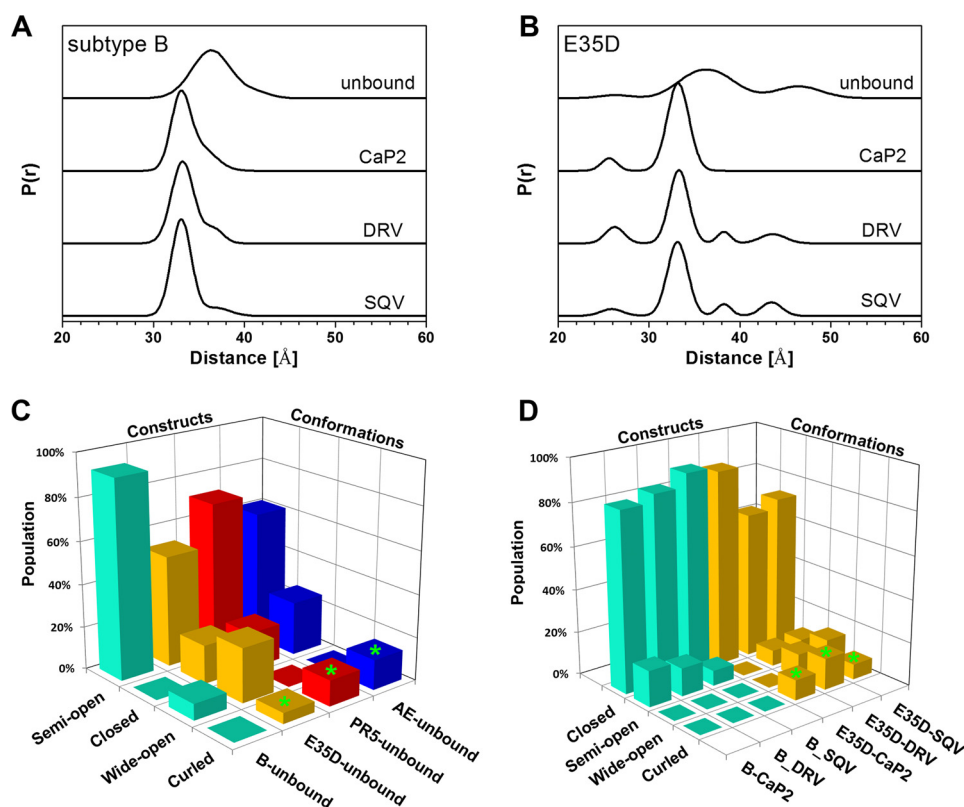 A
subtype B
unbound
CaP2
DRV
SQV
P(r)
20 30 40 50 60
Distance [Å]
B
E35D
unbound
CaP2
DRV
SQV
P(r)
20 30 40 50 60
Distance [Å]
C
Constructs
Conformations
100%
80%
60%
40%
20%
0%
Population
*
*
*
Semi-open
Closed
Wide-open
Curled
B-unbound
E35D-unbound
PR5-unbound
AE-unbound
D
Constructs
Conformations
100%
80%
60%
40%
20%
0%
Population
*
*
*
Closed
Semi-open
Wide-open
Curled
B-CaP2
B_DRV
B_SQV
E35D-CaP2
E35D-DRV
E35D-SQV